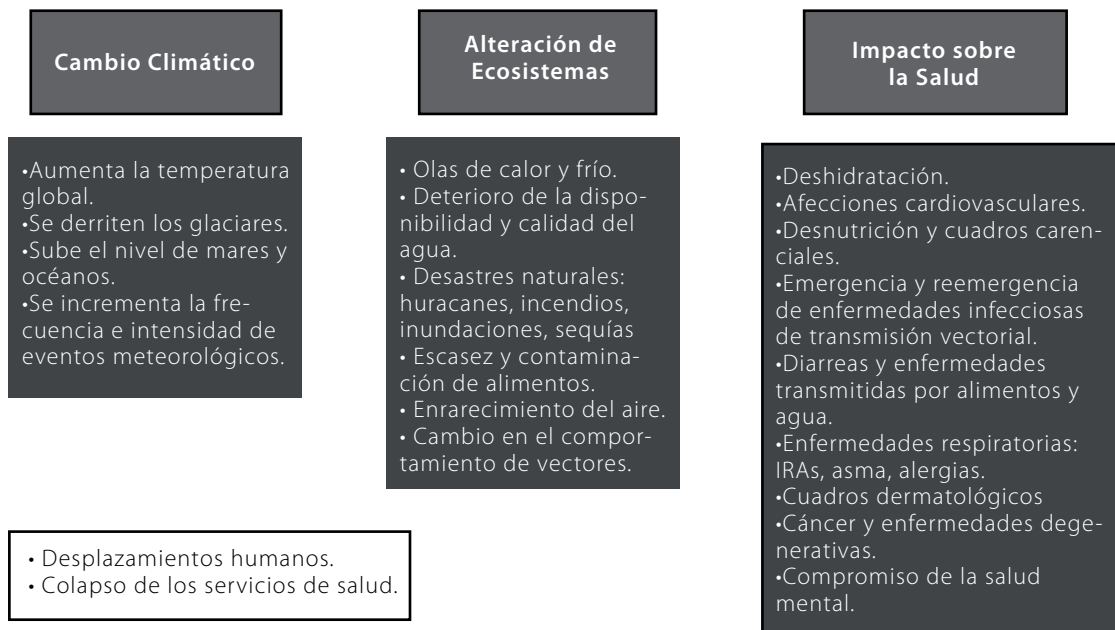 Cambio Climático
•Aumenta la temperatura
global.
•Se derriten los glaciares.
•Sube el nivel de mares y
océanos.
•Se incrementa la fre-
cuencia e intensidad de
eventos meteorológicos.
Alteración de
Ecosistemas
• Olas de calor y frío.
• Deterioro de la dispo-
nibilidad y calidad del
agua.
• Desastres naturales:
huracanes, incendios,
inundaciones, sequías
• Escasez y contamina-
ción de alimentos.
• Enrarecimiento del aire.
• Cambio en el compor-
tamiento de vectores.
Impacto sobre
la Salud
•Deshidratación.
•Afecciones cardiovasculares.
•Desnutrición y cuadros caren-
ciales.
•Emergencia y reemergencia
de enfermedades infecciosas
de transmisión vectorial.
•Diarreas y enfermedades
transmitidas por alimentos y
agua.
•Enfermedades respiratorias:
IRAs, asma, alergias.
•Cuadros dermatológicos
•Cáncer y enfermedades dege-
nerativas.
•Compromiso de la salud
mental.
• Desplazamientos humanos.
• Colapso de los servicios de salud.